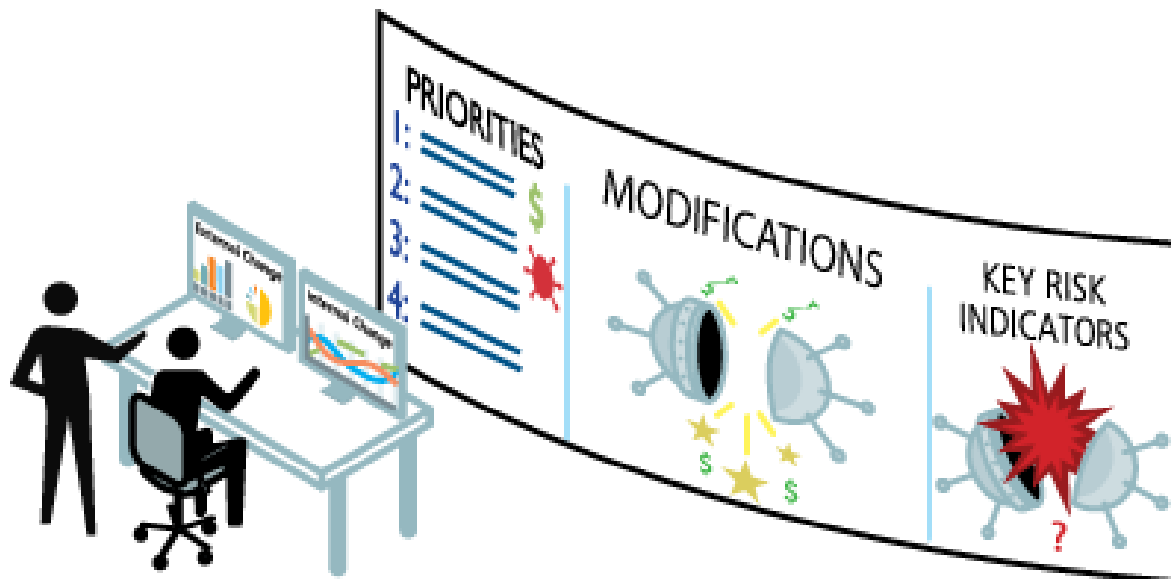 PRIORITIES
1:
2:
3:
4:
$
MODIFICATIONS
$
$
$
$
KEY RISK
INDICATORS
?
External Change
Internal Change